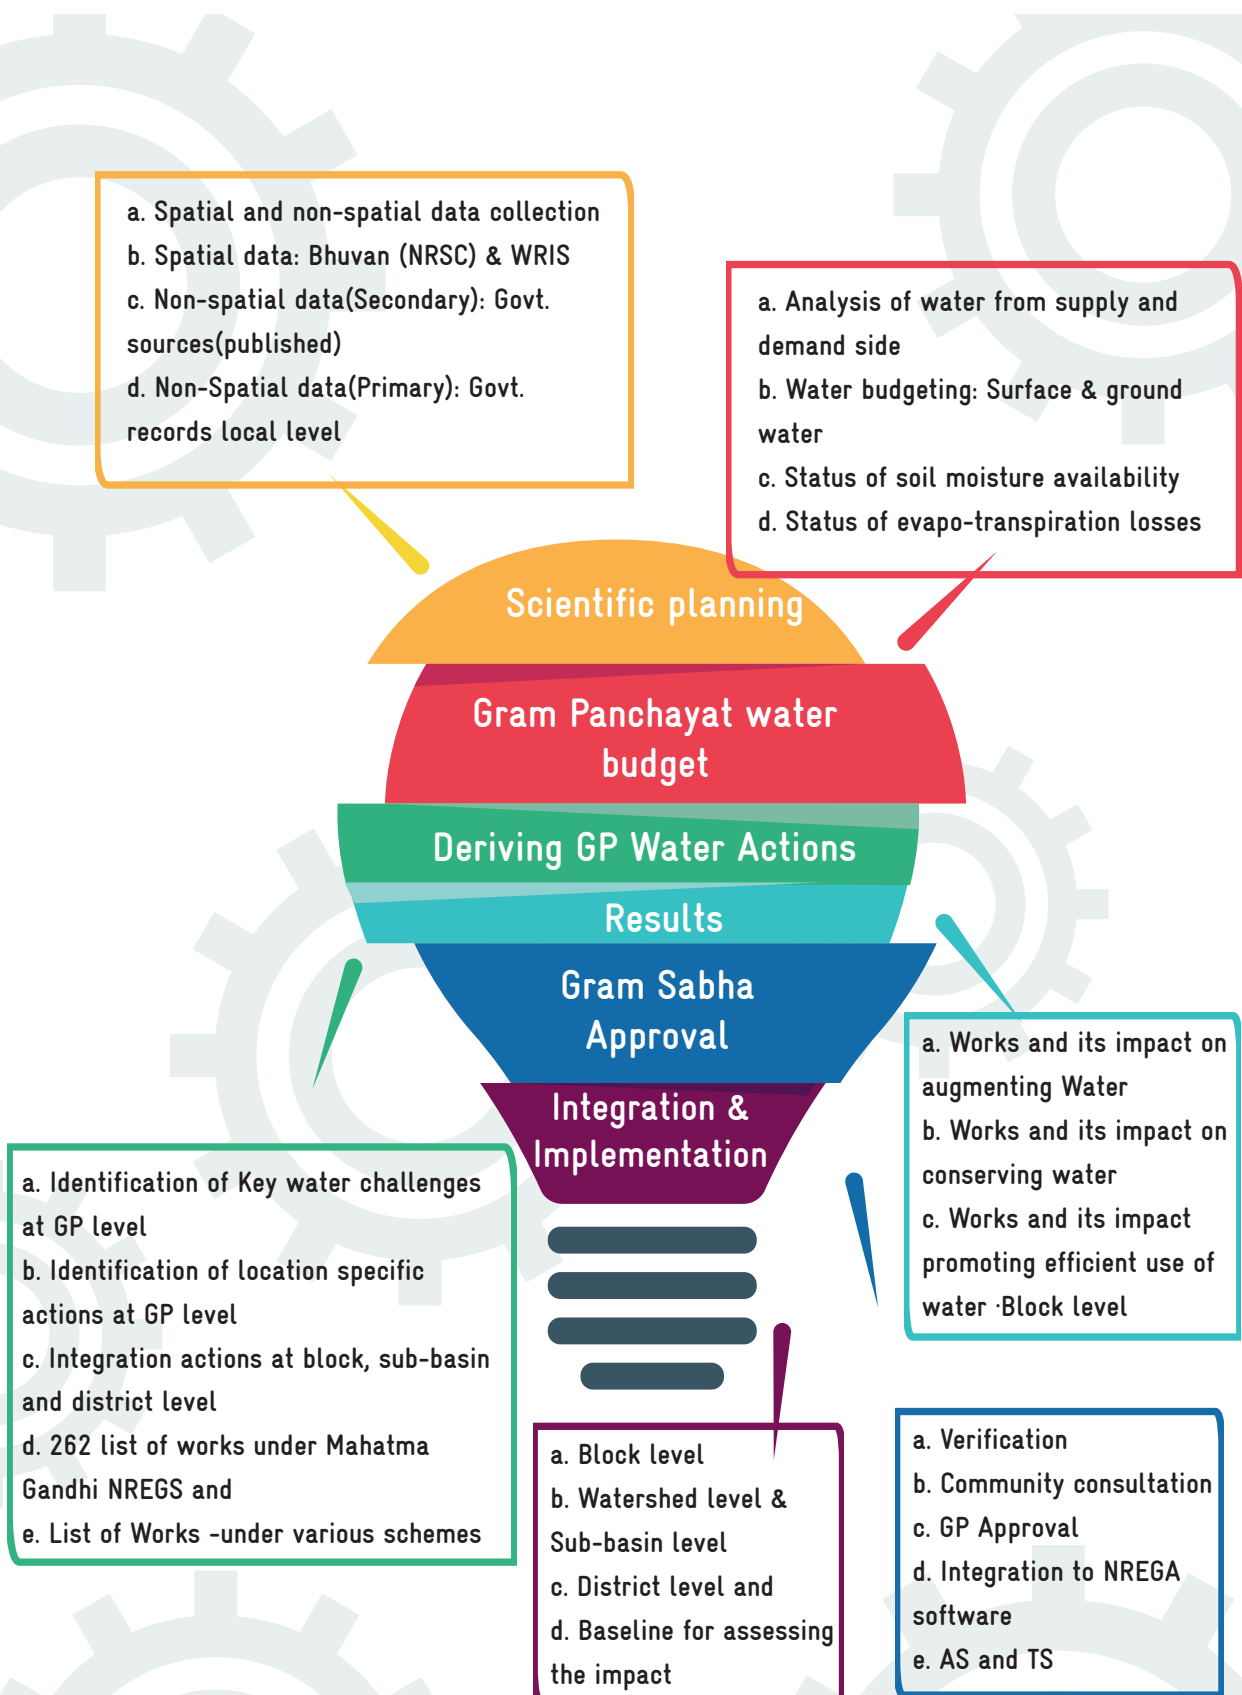 a. Spatial and non-spatial data collection
b. Spatial data: Bhuvan (NRSC) & WRIS
c. Non-spatial data(Secondary): Govt.
sources(published)
d. Non-Spatial data(Primary): Govt.
records local level
a. Analysis of water from supply and
demand side
b. Water budgeting: Surface & ground
water
c. Status of soil moisture availability
d. Status of evapo-transpiration losses
Scientific planning
Gram Panchayat water
budget
Deriving GP Water Actions
Results
Gram Sabha
Approval
Integration &
Implementation
a. Works and its impact on
augmenting Water
b. Works and its impact on
conserving water
c. Works and its impact
promoting efficient use of
water ·Block level
a. Identification of Key water challenges
at GP level
b. Identification of location specific
actions at GP level
c. Integration actions at block, sub-basin
and district level
d. 262 list of works under Mahatma
Gandhi NREGS and
e. List of Works -under various schemes
a. Block level
b. Watershed level &
Sub-basin level
c. District level and
d. Baseline for assessing
the impact
a. Verification
b. Community consultation
c. GP Approval
d. Integration to NREGA
software
e. AS and TS